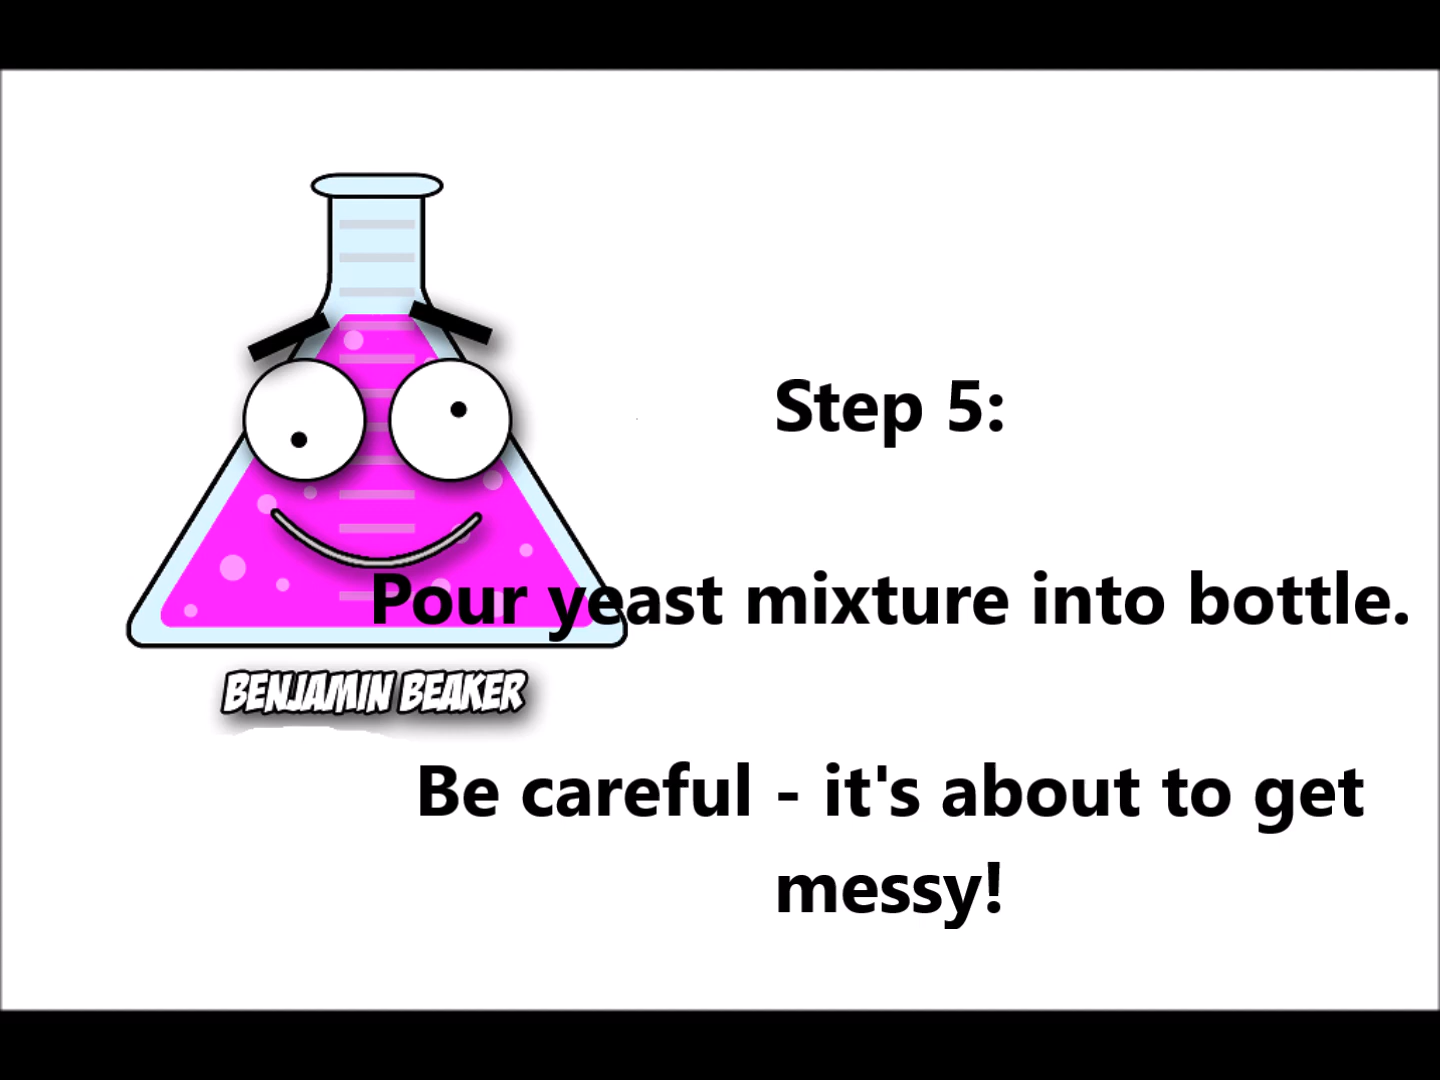 Step 5:
Pour yeast mixture into bottle.
BENJAMIN BEAKER
Be careful - it's about to get
messy!